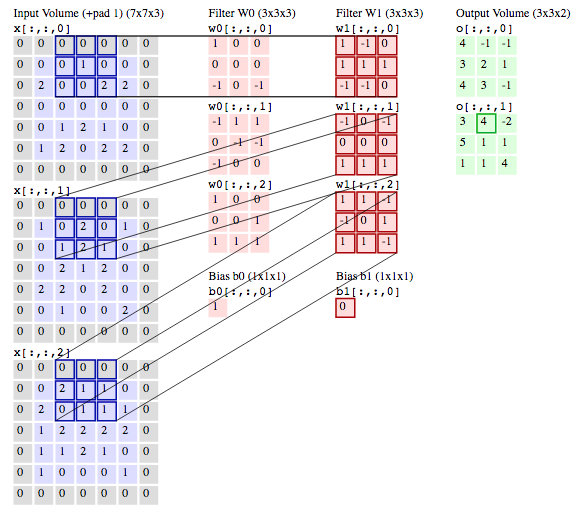 Input Volume (+pad 1) (7x7x3)
x[:,:,0]
0 0 0 0 0 0 0
0 0 0 1 0 0 0
0 2 0 0 2 2 0
0 0 0 0 0 0 0
0 0 1 2 1 0 0
0 1 2 0 2 2 0
0 0 0 0 0 0 0
x[:,:,1]
0 0 0 0 0 0 0
0 1 0 2 0 1 0
0 0 1 2 1 0 0
0 0 2 1 2 0 0
0 2 2 0 2 0 0
0 0 1 0 0 2 0
0 0 0 0 0 0 0
x[:,:,2]
0 0 0 0 0 0 0
0 0 2 1 1 0 0
0 2 0 1 1 1 0
0 1 2 2 2 2 0
0 1 1 2 1 0 0
0 1 0 0 0 1 0
0 0 0 0 0 0 0
Filter W0 (3x3x3)
w0[:,:,0]
1 0 0
0 0 0
-1 0 -1
w0[:,:,1]
-1 1 1
0 -1 -1
-1 0 0
w0[:,:,2]
1 0 0
0 0 1
1 1 1
Bias b0 (1x1x1)
b0[:,:,0]
1
Filter W1 (3x3x3)
w1[:,:,0]
1 -1 0
1 1 1
-1 -1 0
w1[:,:,1]
-1 0 -1
0 0 0
1 1 1
w1[:,:,2]
1 1 -1
-1 0 1
1 1 -1
Bias b1 (1x1x1)
b1[:,:,0]
0
Output Volume (3x3x2)
o[:,:,0]
4 -1 -1
3 2 1
4 3 -1
o[:,:,1]
3 4 -2
5 1 1
1 1 4